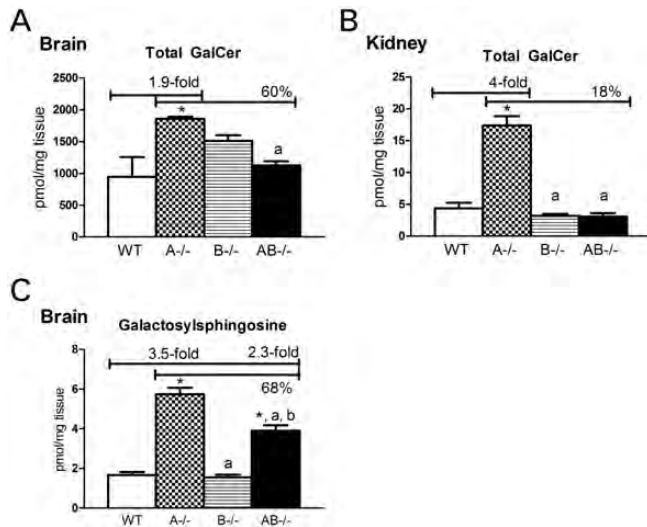 A
Brain
Total GalCer
1.9-fold
60%
*
a
2500
2000
1500
1000
500
0
pmol/mg tissue
WT A-/- B-/- AB-/-
B
Kidney
Total GalCer
4-fold
18%
*
a a
25
20
15
10
5
0
pmol/mg tissue
WT A-/- B-/- AB-/-
C
Brain
Galactosylsphingosine
3.5-fold 2.3-fold
68%
*
a
*, a, b
8
6
4
2
0
pmol/mg tissue
WT A-/- B-/- AB-/-